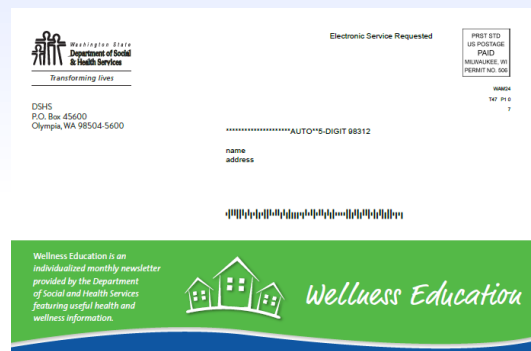 Washington State
Department of Social
& Health Services
Transforming lives
DSHS
P.O. Box 45600
Olympia, WA 98504-5600
Electronic Service Requested
PRST STD
US POSTAGE
PAID
MILWAUKEE, WI
PERMIT NO. 506
WAM24
T47 P1 0
7
*********************AUTO**5-DIGIT 98312
name
address
Wellness Education is an
individualized monthly newsletter
provided by the Department
of Social and Health Services
featuring useful health and
wellness information.
Wellness Education